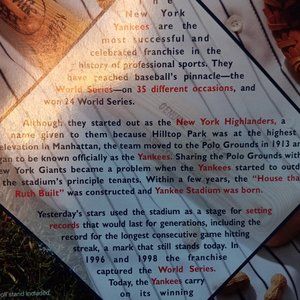 The
New York
Yankees are the
most successful and
celebrated franchise in the
history of professional sports. They
have reached baseball's pinnacle—the
World Series—on 35 different occasions, and
won 24 World Series.
Although they started out as the New York Highlanders, a
name given to them because Hilltop Park was at the highest
elevation in Manhattan, the team moved to the Polo Grounds in 1913 an
gan to be known officially as the Yankees. Sharing the Polo Grounds with
New York Giants became a problem when the Yankees started to outd
the stadium's principle tenants. Within a few years, the "House tha
Ruth Built" was constructed and Yankee Stadium was born.
Yesterday's stars used the stadium as a stage for setting
records that would last for generations, including the
record for the longest consecutive game hitting
streak, a mark that still stands today. In
1996 and 1998 the franchise
captured the World Series.
Today, the Yankees carry
on its winning
stand included.